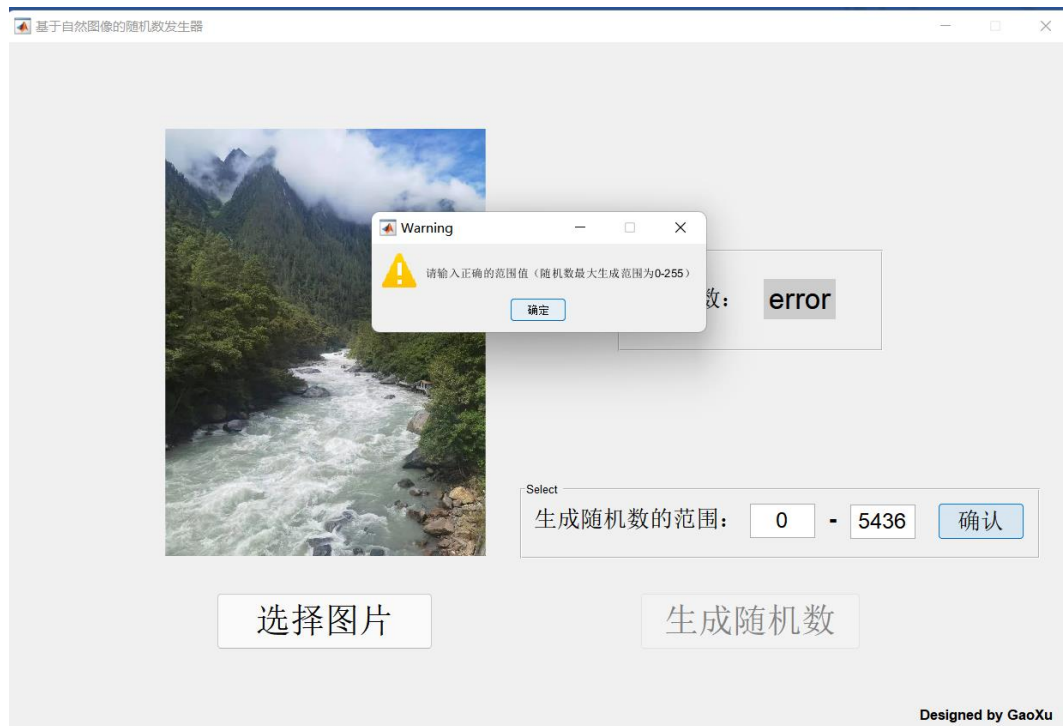 基于自然图像的随机数发生器
Warning
请输入正确的范围值（随机数最大生成范围为0-255）
确定
数： error
Select
生成随机数的范围： 0 - 5436 确认
选择图片 生成随机数
Designed by GaoXu